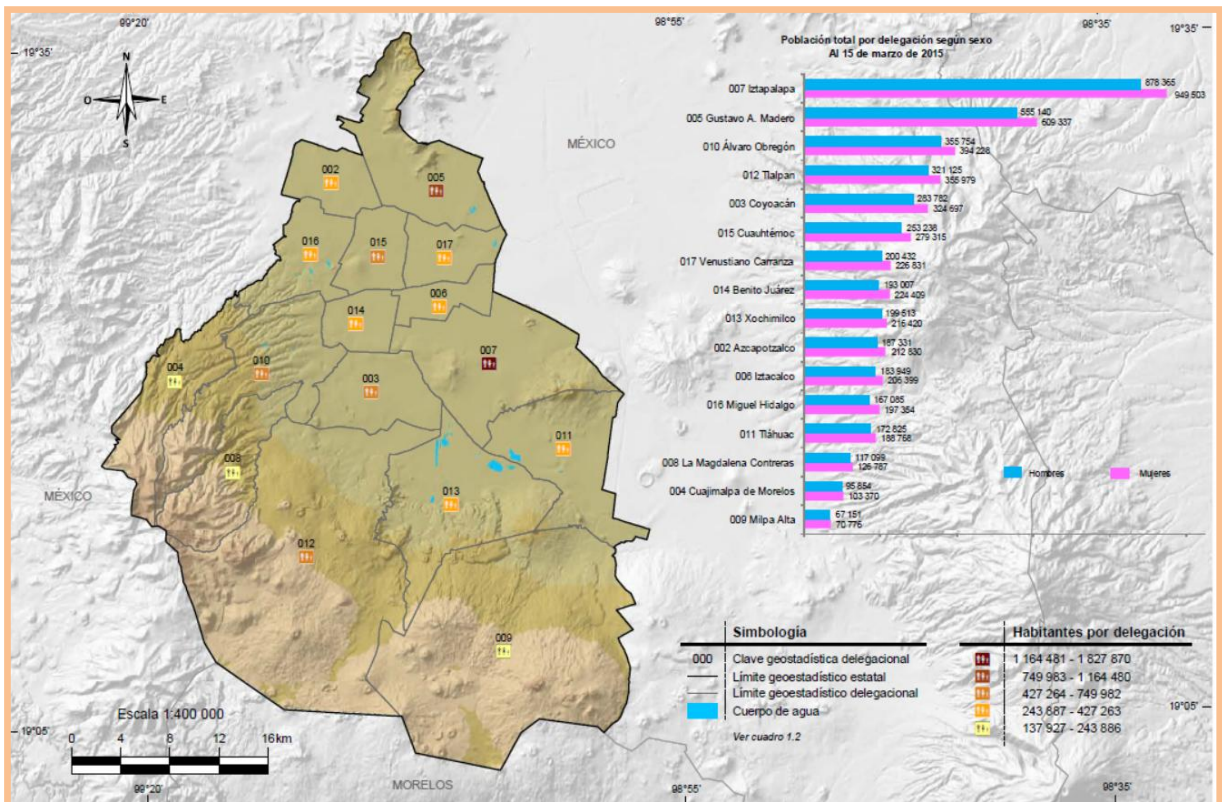 99°20'
98°55'
98°35'
19°35'
19°35'
N
O
E
S
MÉXICO
Población total por delegación según sexo
Al 15 de marzo de 2015
007 Iztapalapa
878 365
949 503
005 Gustavo A. Madero
555 140
609 337
010 Álvaro Obregón
355 754
394 228
012 Tlalpan
321 125
355 979
003 Coyoacán
283 782
324 697
015 Cuauhtémoc
253 238
279 315
017 Venustiano Carranza
200 432
226 831
014 Benito Juárez
193 007
224 409
013 Xochimilco
199 513
216 420
002 Azcapotzalco
187 331
212 830
006 Iztacalco
183 949
206 399
016 Miguel Hidalgo
167 085
197 354
011 Tláhuac
172 825
188 768
008 La Magdalena Contreras
117 099
126 787
004 Cuajimalpa de Morelos
95 854
103 370
009 Milpa Alta
67 151
70 776
Hombres
Mujeres
002
005
016
015
017
006
014
007
004
010
003
011
008
013
012
009
MÉXICO
MORELOS
Simbología
000 Clave geostadística delegacional
Límite geoestadístico estatal
Límite geoestadístico delegacional
Cuerpo de agua
Ver cuadro 1.2
Habitantes por delegación
1 164 481 - 1 827 870
749 983 - 1 164 480
427 264 - 749 982
243 887 - 427 263
137 927 - 243 886
Escala 1:400 000
0 4 8 12 16km
19°05'
19°05'
99°20'
98°55'
98°35'